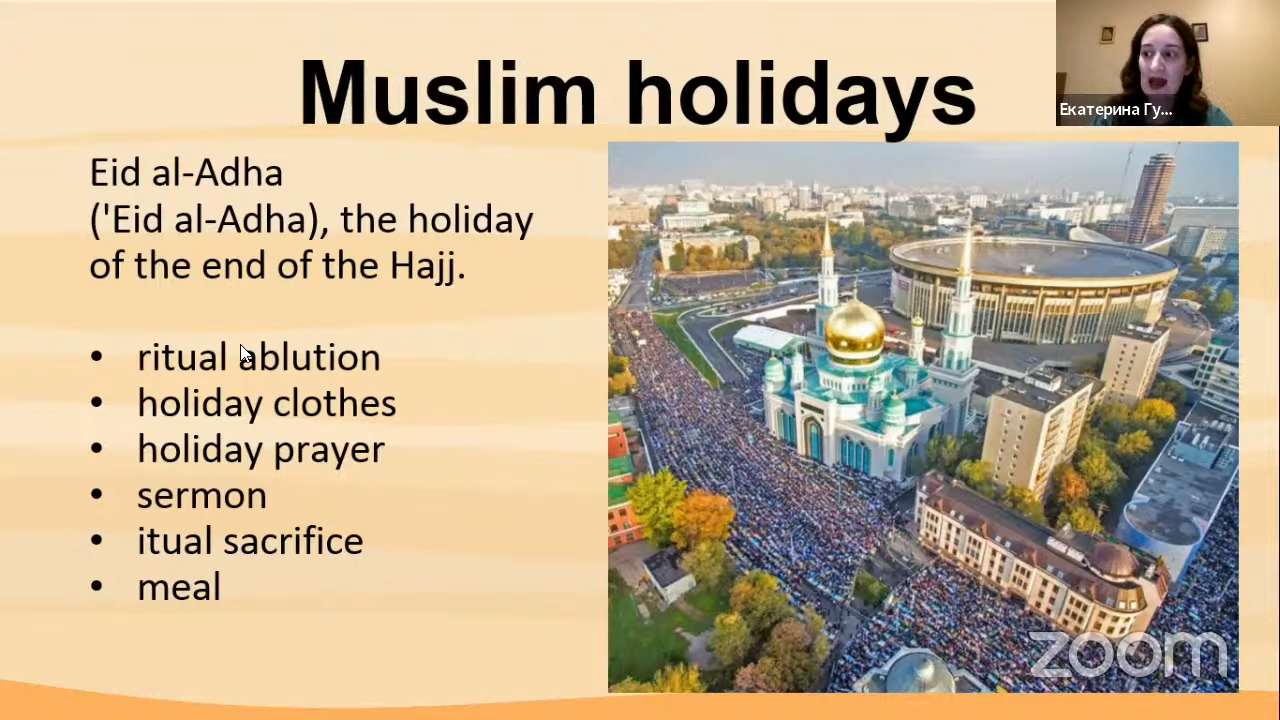 Muslim holidays
Екатерина Гу...
Eid al-Adha
('Eid al-Adha), the holiday
of the end of the Hajj.
• ritual ablution
• holiday clothes
• holiday prayer
• sermon
• itual sacrifice
• meal
zoom